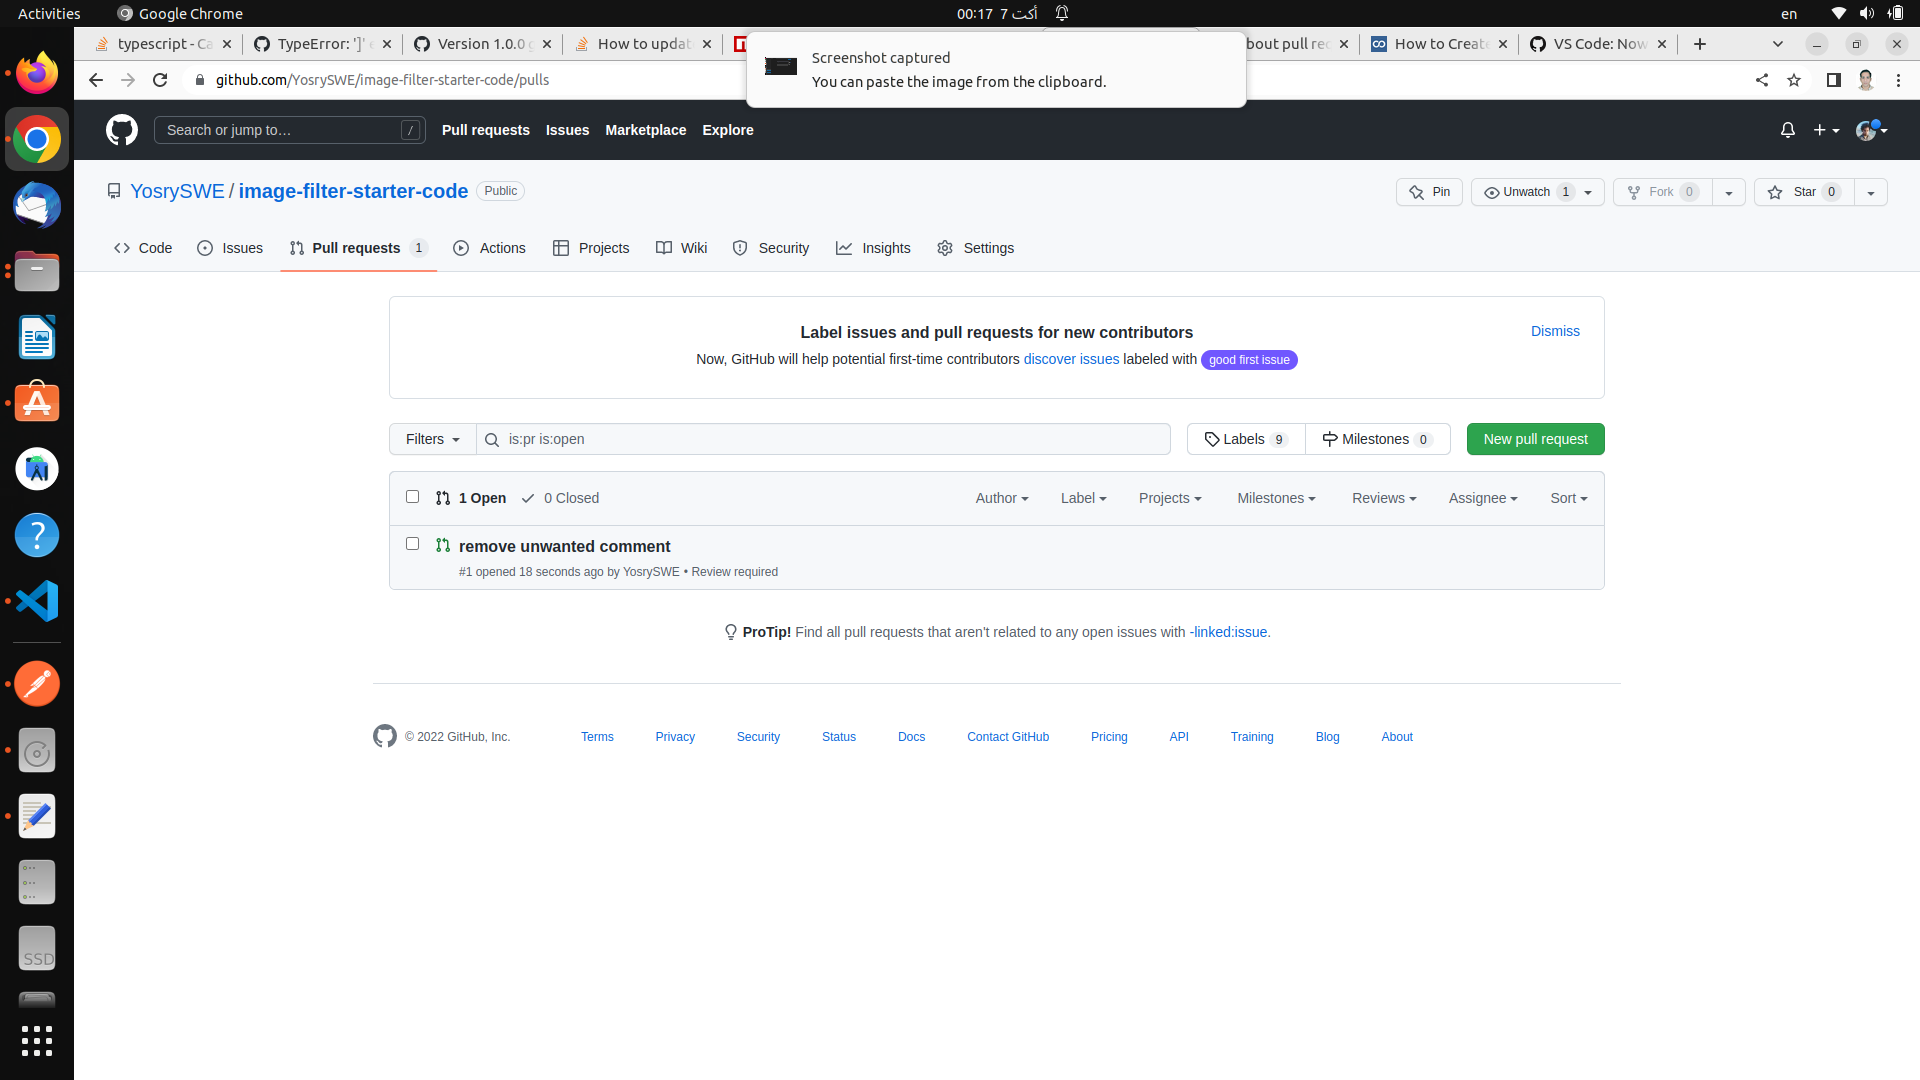 Activities
Google Chrome
00:17 7 أكت
en
typescript - Ca
TypeError: ']' e
Version 1.0.0 g
How to updat
bout pull rec
How to Create
VS Code: Now
Screenshot captured
You can paste the image from the clipboard.
github.com/YosrySWE/image-filter-starter-code/pulls
Search or jump to…
/
Pull requests
Issues
Marketplace
Explore
YosrySWE / image-filter-starter-code
Public
Pin
Unwatch 1
Fork 0
Star 0
Code
Issues
Pull requests 1
Actions
Projects
Wiki
Security
Insights
Settings
Label issues and pull requests for new contributors
Dismiss
Now, GitHub will help potential first-time contributors discover issues labeled with good first issue
Filters
is:pr is:open
Labels 9
Milestones 0
New pull request
1 Open
0 Closed
Author
Label
Projects
Milestones
Reviews
Assignee
Sort
remove unwanted comment
#1 opened 18 seconds ago by YosrySWE • Review required
ProTip! Find all pull requests that aren't related to any open issues with -linked:issue.
© 2022 GitHub, Inc.
Terms
Privacy
Security
Status
Docs
Contact GitHub
Pricing
API
Training
Blog
About
SSD